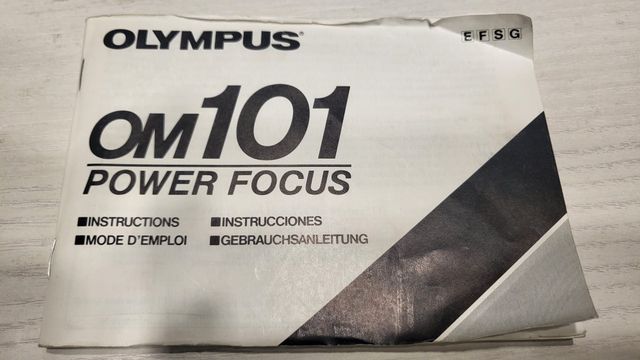 OLYMPUS
E F S G
OM101
POWER FOCUS
■INSTRUCTIONS ■INSTRUCCIONES
■MODE D'EMPLOI ■GEBRAUCHSANLEITUNG